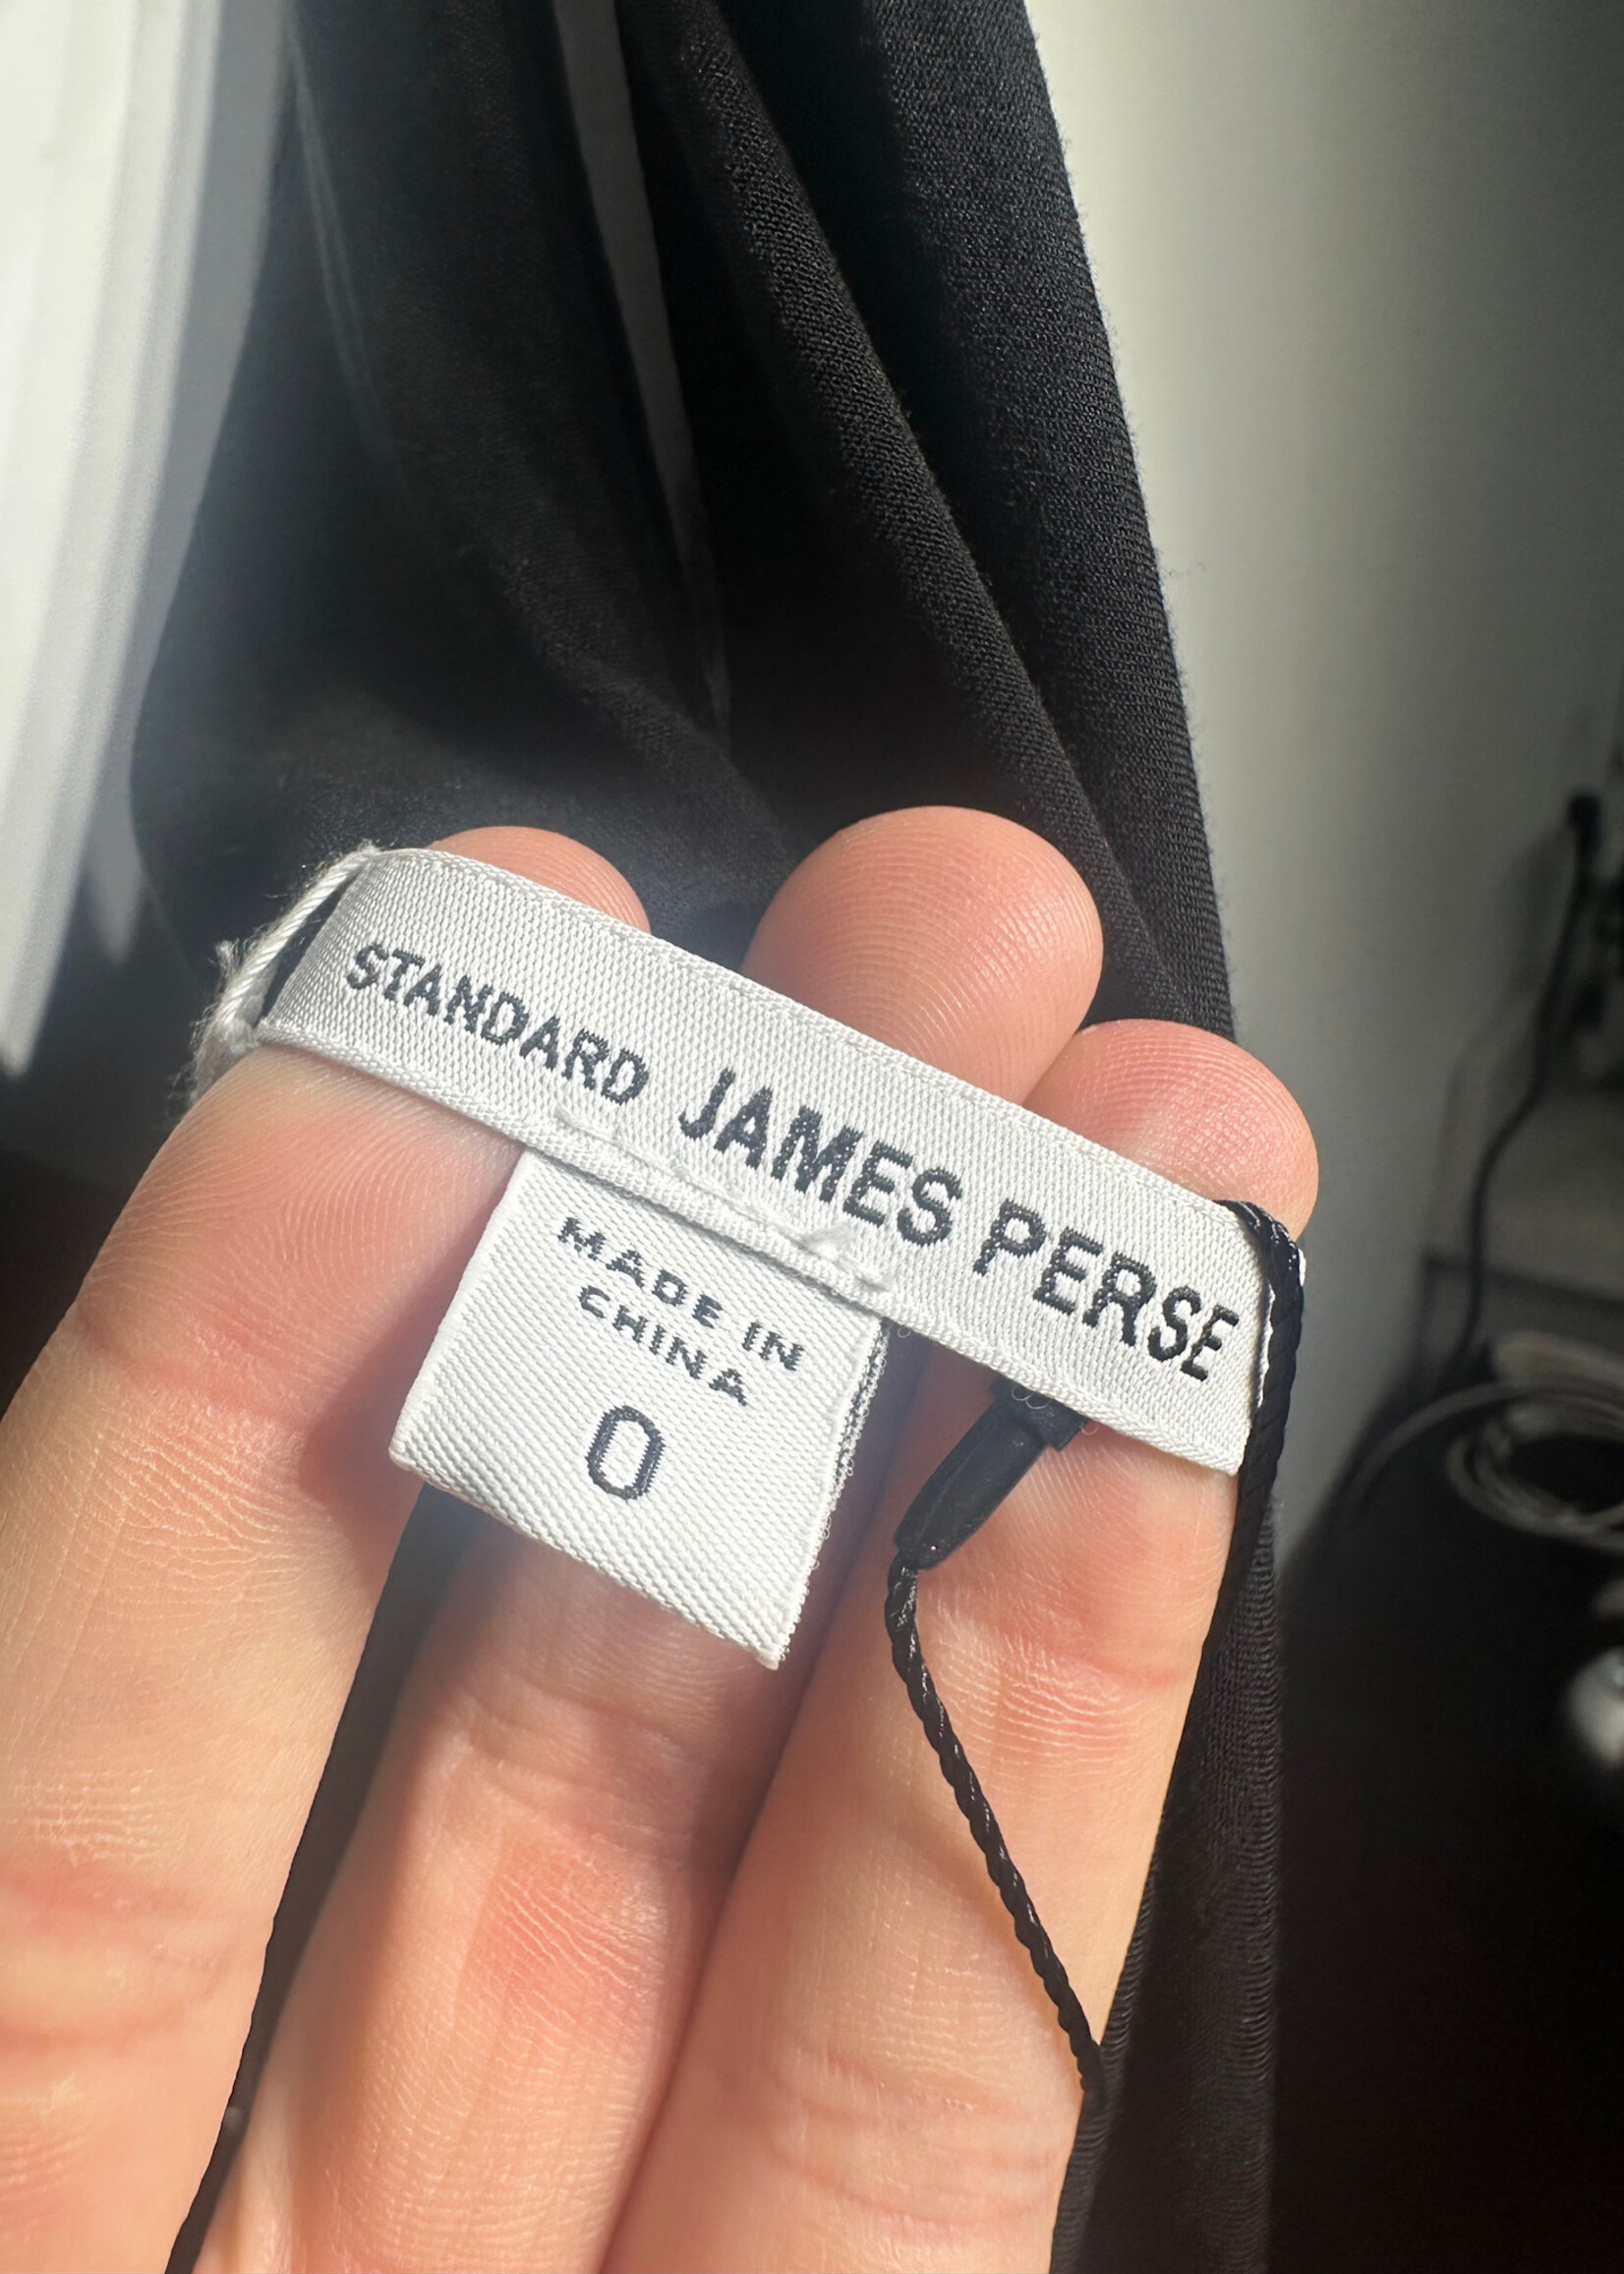 STANDARD JAMES PERSE
MADE IN
CHINA
0